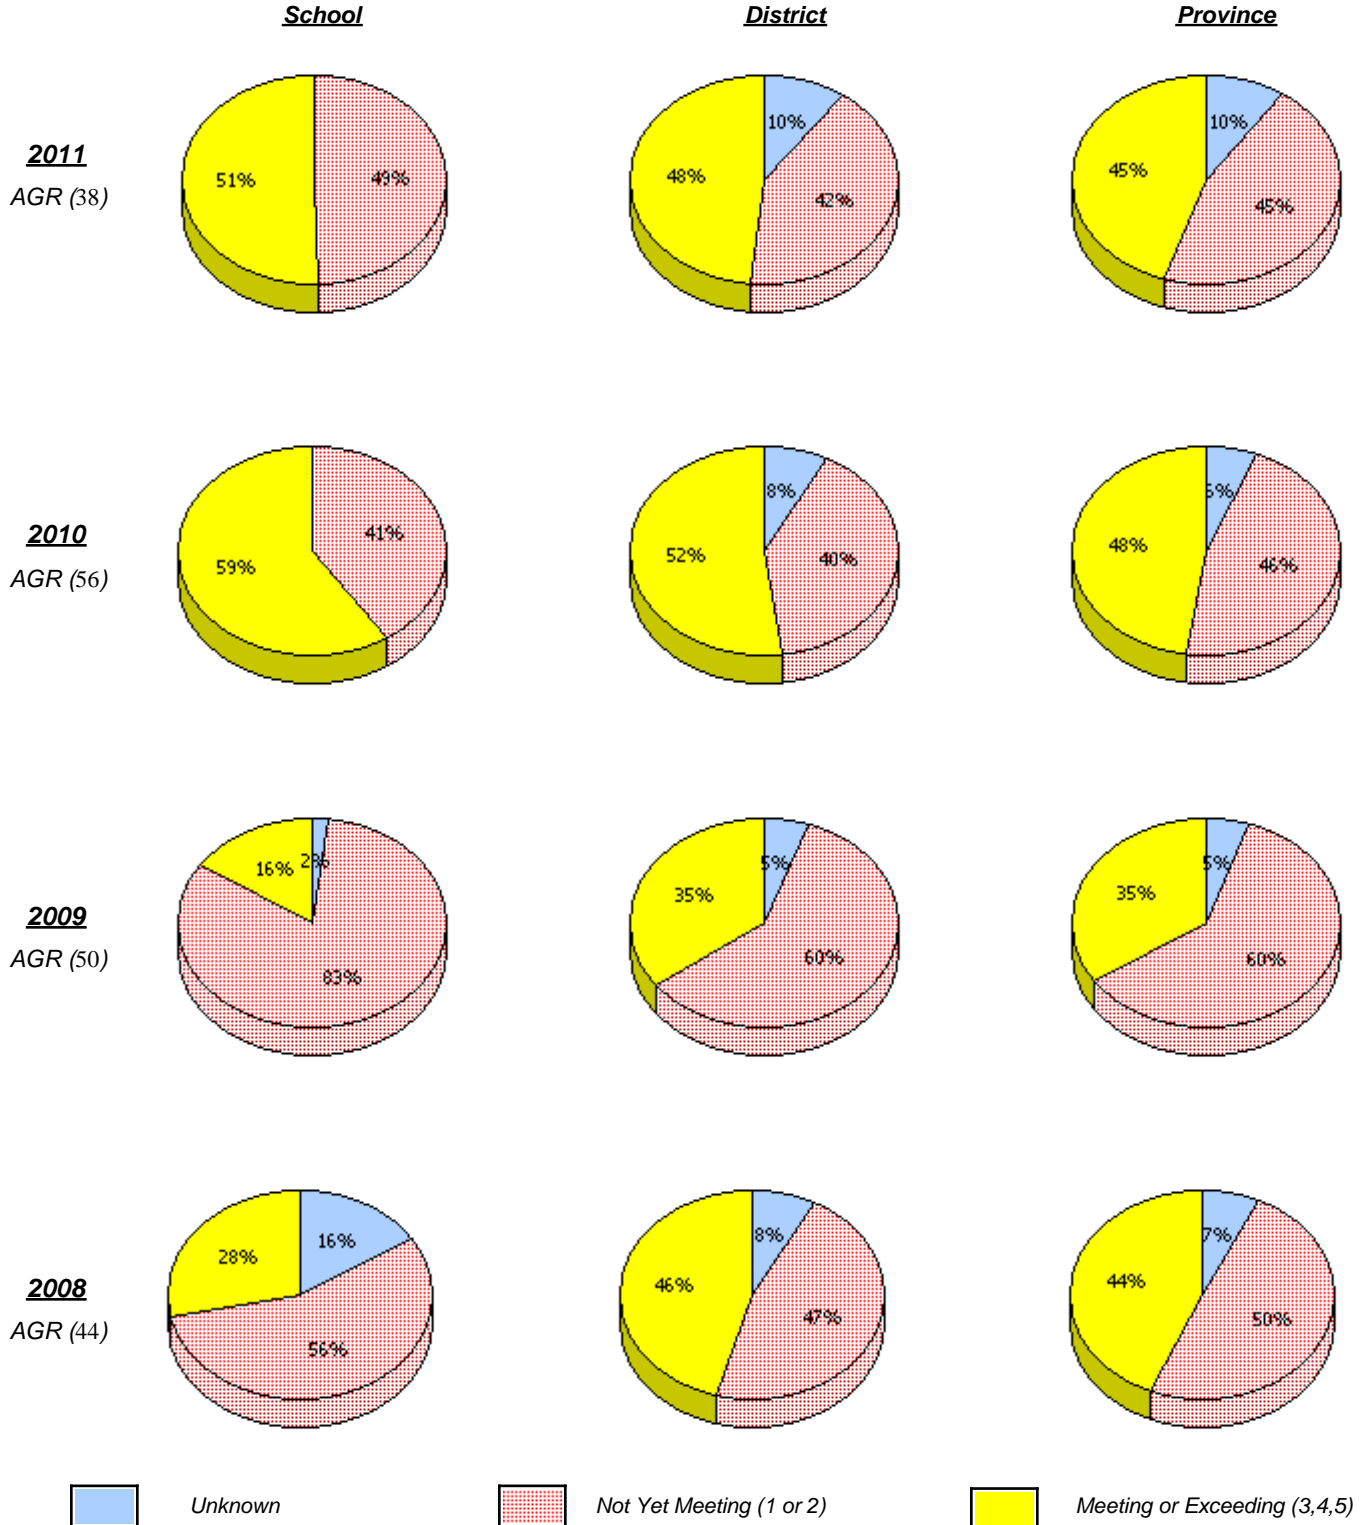 School District Province
2011
AGR (38)
51% 49%
10% 48% 42%
10% 45% 45%
2010
AGR (56)
59% 41%
8% 52% 40%
48% 46%
2009
AGR (50)
16% 2% 83%
5% 35% 60%
5% 35% 60%
2008
AGR (44)
28% 16% 56%
8% 46% 47%
7% 44% 50%
Unknown Not Yet Meeting (1 or 2) Meeting or Exceeding (3,4,5)